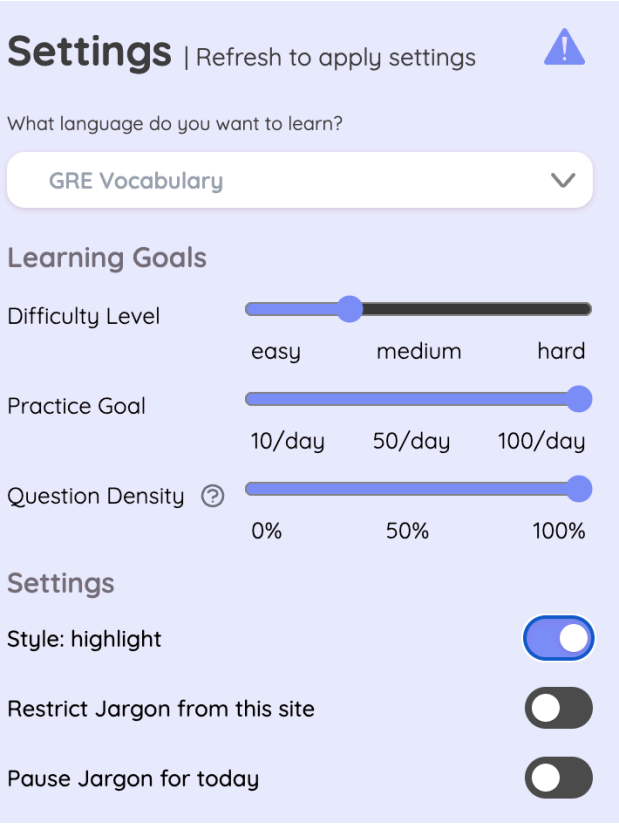 Settings | Refresh to apply settings
What language do you want to learn?
GRE Vocabulary
Learning Goals
Difficulty Level
easy medium hard
Practice Goal
10/day 50/day 100/day
Question Density ?
0% 50% 100%
Settings
Style: highlight
Restrict Jargon from this site
Pause Jargon for today